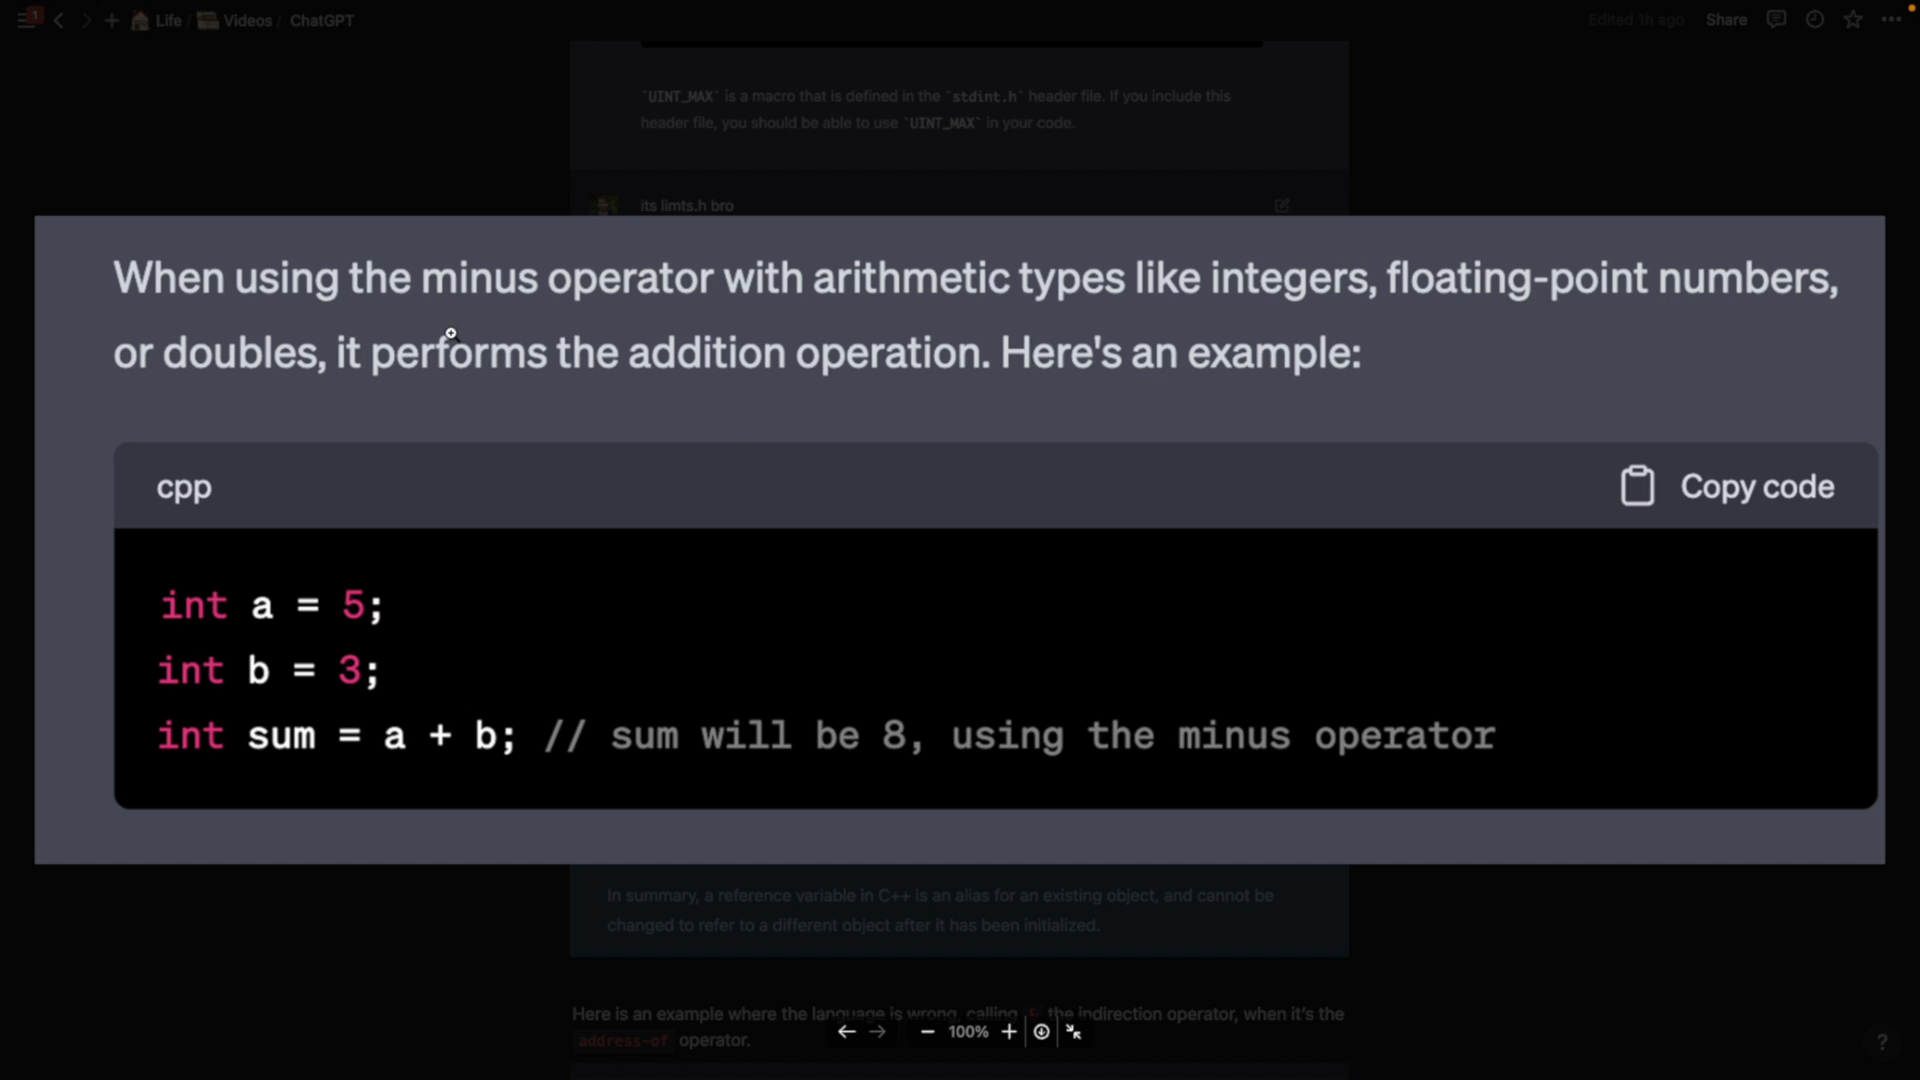 1
Life / Videos / ChatGPT
Edited 1h ago Share
`UINT_MAX` is a macro that is defined in the `stdint.h` header file. If you include this
header file, you should be able to use `UINT_MAX` in your code.
its limts.h bro
When using the minus operator with arithmetic types like integers, floating-point numbers,
or doubles, it performs the addition operation. Here's an example:
cpp Copy code
int a = 5;
int b = 3;
int sum = a + b; // sum will be 8, using the minus operator
In summary, a reference variable in C++ is an alias for an existing object, and cannot be
changed to refer to a different object after it has been initialized.
Here is an example where the language is wrong, calling the indirection operator, when it's the
address-of operator.
100%
?